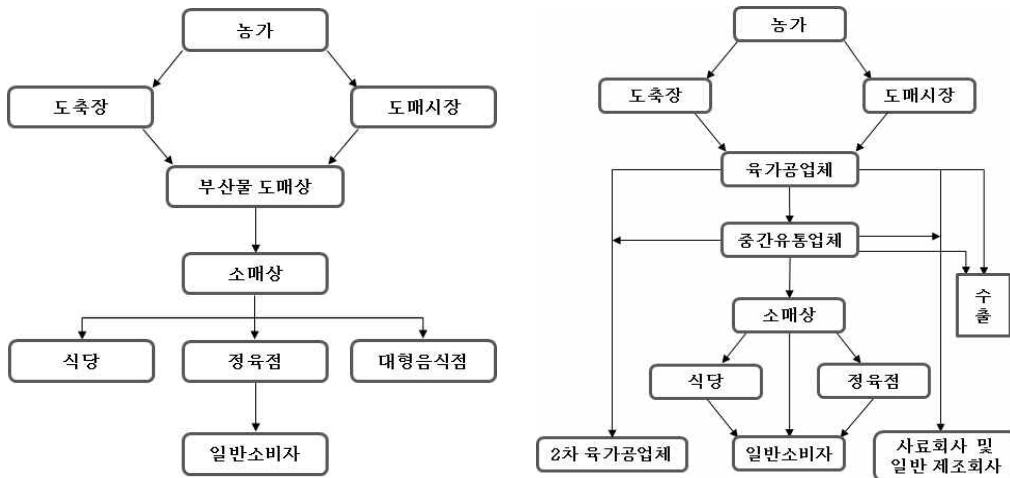 농가
도축장
도매시장
부산물 도매상
소매상
식당
정육점
대형음식점
일반소비자
농가
도축장
도매시장
육가공업체
중간유통업체
수
출
소매상
식당
정육점
2차 육가공업체
일반소비자
사료회사 및
일반 제조회사